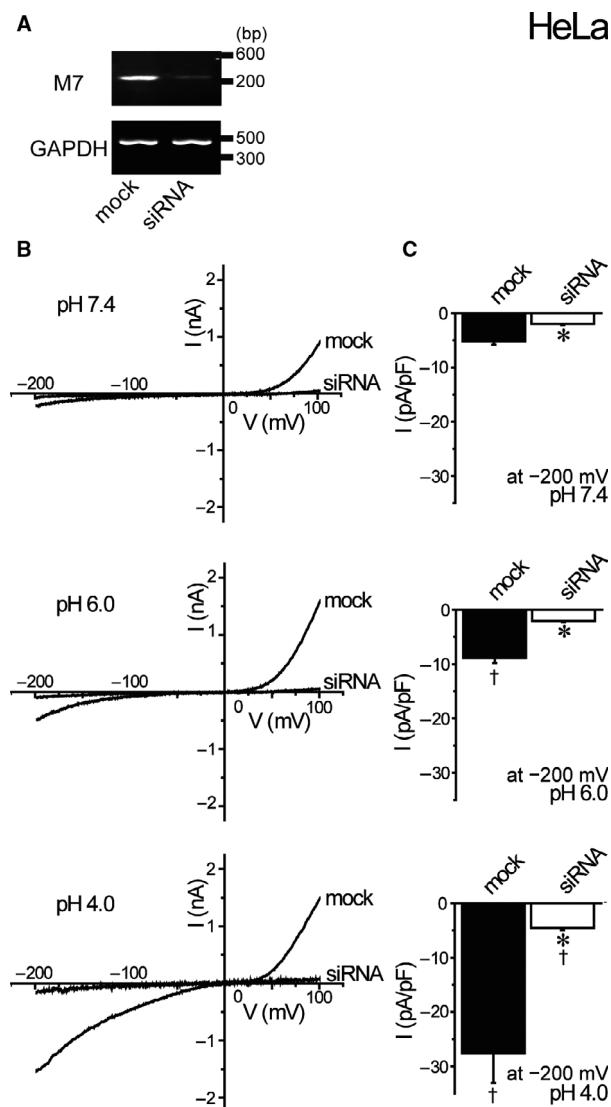 A
(bp)
HeLa
600
M7
200
GAPDH
500
300
mock
siRNA
B
C
2
pH 7.4
I (nA)
1
mock
siRNA
–200
–100
0
100
V (mV)
–1
–2
mock
siRNA
0
*
–10
I (pA/pF)
–20
–30
at –200 mV
pH 7.4
2
pH 6.0
I (nA)
1
mock
siRNA
–200
–100
0
100
V (mV)
–1
–2
mock
siRNA
0
*
†
–10
I (pA/pF)
–20
–30
at –200 mV
pH 6.0
2
pH 4.0
I (nA)
1
mock
siRNA
–200
–100
0
100
V (mV)
–1
–2
mock
siRNA
0
*
†
–10
I (pA/pF)
–20
–30
†
at –200 mV
pH 4.0